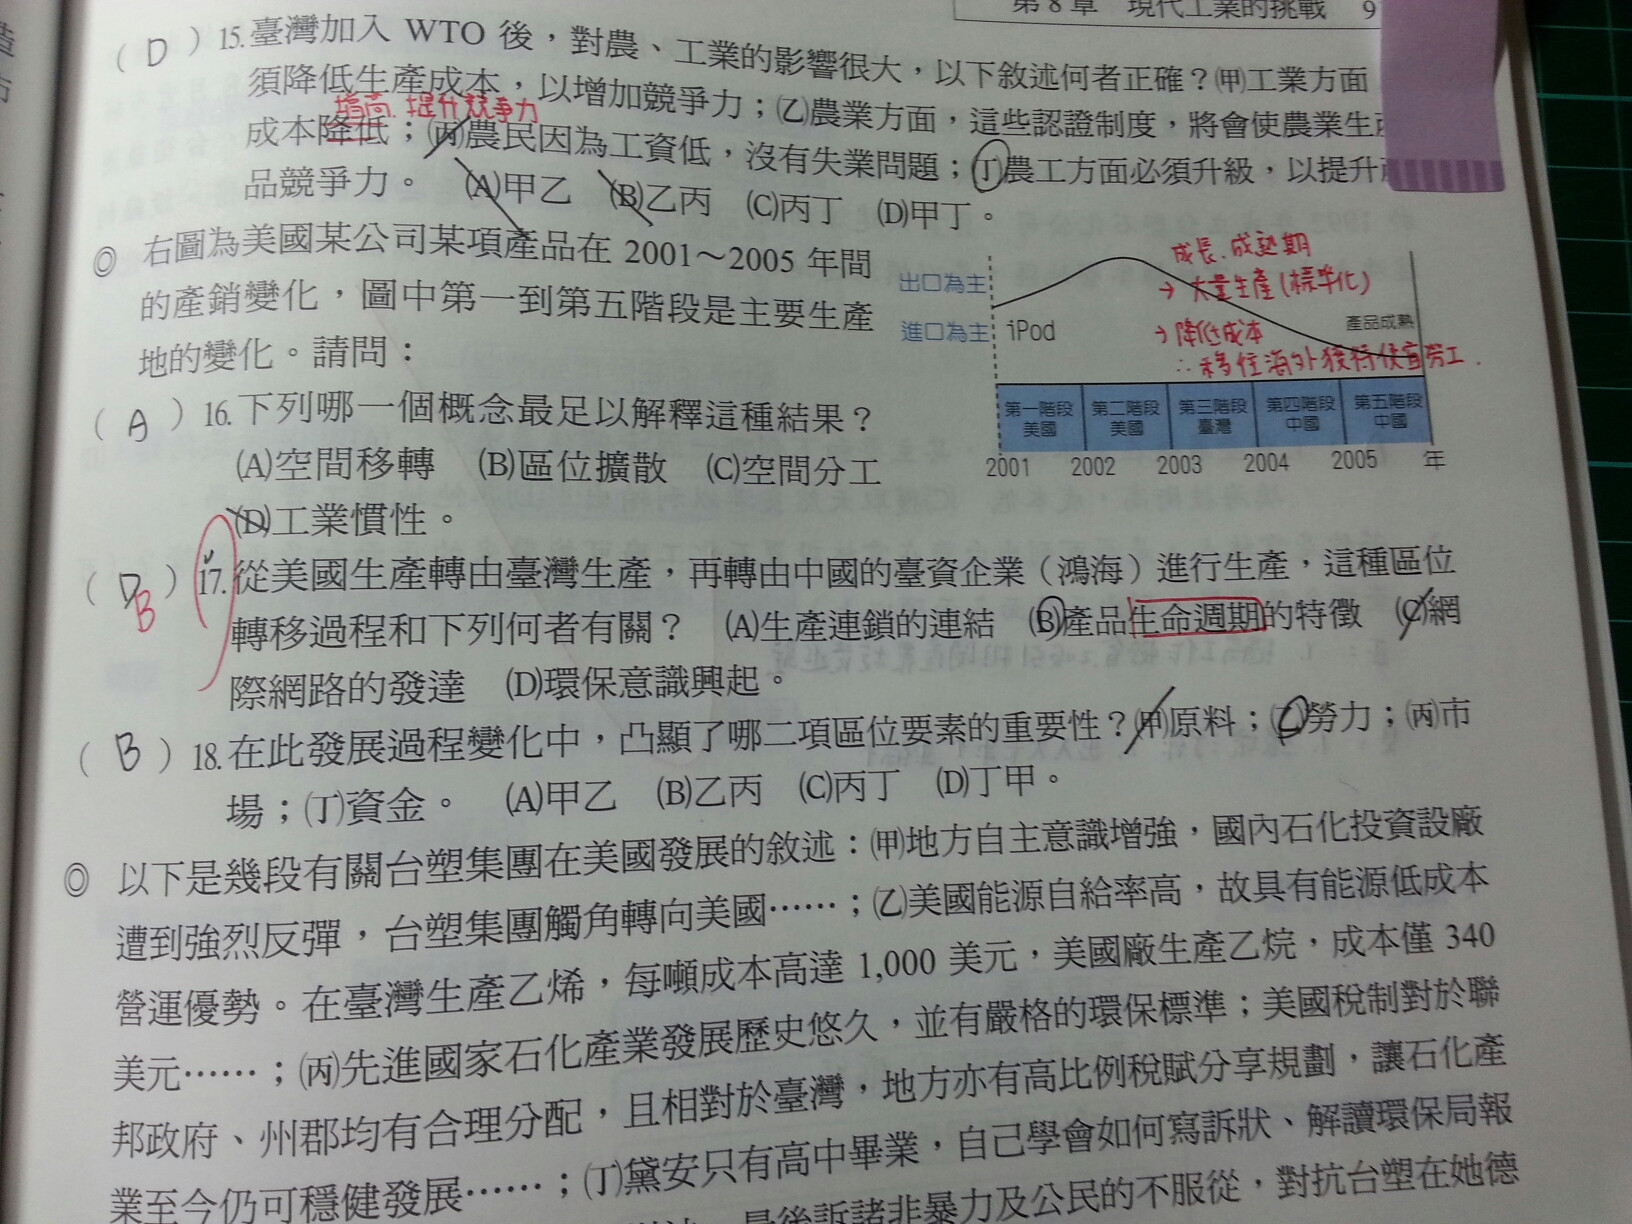 第8章 現代工業的挑戰 9
( D ) 15.臺灣加入 WTO 後，對農、工業的影響很大，以下敘述何者正確？(甲)工業方面
須降低生產成本，以增加競爭力；(乙)農業方面，這些認證制度，將會使農業生
增高 提升競爭力
成本降低；(丙)農民因為工資低，沒有失業問題；(丁)農工方面必須升級，以提升
品競爭力。 (A)甲乙 (B)乙丙 (C)丙丁 (D)甲丁。
◎ 右圖為美國某公司某項產品在 2001～2005 年間
的產銷變化，圖中第一到第五階段是主要生產
地的變化。請問：
出口為主
進口為主
iPod
產品成熟
成長、成熟期
→ 大量生產(標準化)
→ 降低成本
∴移往海外獲得便宜勞工.
第一階段 第二階段 第三階段 第四階段 第五階段
美國 美國 臺灣 中國 中國
2001 2002 2003 2004 2005 年
( A ) 16.下列哪一個概念最足以解釋這種結果？
(A)空間移轉 (B)區位擴散 (C)空間分工
(D)工業慣性。
( D B ) 17.從美國生產轉由臺灣生產，再轉由中國的臺資企業（鴻海）進行生產，這種區位
轉移過程和下列何者有關？ (A)生產連鎖的連結 (B)產品生命週期的特徵 (C)網
際網路的發達 (D)環保意識興起。
( B ) 18.在此發展過程變化中，凸顯了哪二項區位要素的重要性？(甲)原料；(乙)勞力；(丙)市
場；(丁)資金。 (A)甲乙 (B)乙丙 (C)丙丁 (D)丁甲。
◎ 以下是幾段有關台塑集團在美國發展的敘述：(甲)地方自主意識增強，國內石化投資設廠
遭到強烈反彈，台塑集團觸角轉向美國……；(乙)美國能源自給率高，故具有能源低成本
營運優勢。在臺灣生產乙烯，每噸成本高達 1,000 美元，美國廠生產乙烷，成本僅 340
美元……；(丙)先進國家石化產業發展歷史悠久，並有嚴格的環保標準；美國稅制對於聯
邦政府、州郡均有合理分配，且相對於臺灣，地方亦有高比例稅賦分享規劃，讓石化產
業至今仍可穩健發展……；(丁)黛安只有高中畢業，自己學會如何寫訴狀、解讀環保局報
最後訴諸非暴力及公民的不服從，對抗台塑在她德